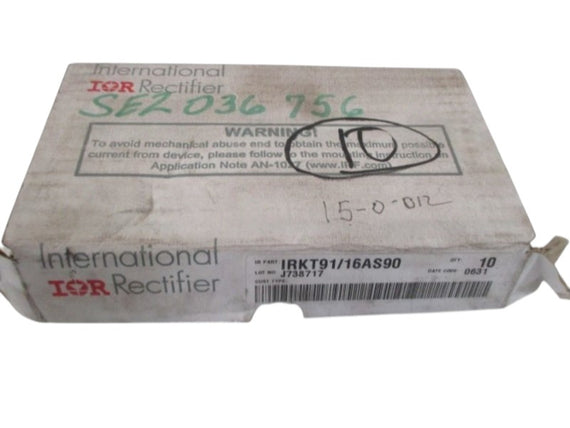 International
IOR Rectifier
SE2 036 756
WARNING!
To avoid mechanical abuse end to obtain the maximum possible
current from device, please follow to the mounting instruction on
Application Note AN-1027 (www.IRF.com)
15-0-012
International
IOR Rectifier
IR PART IRKT91/16AS90 QTY: 10
LOT NO. J738717 DATE CODE: 0631
CUST TYPE: